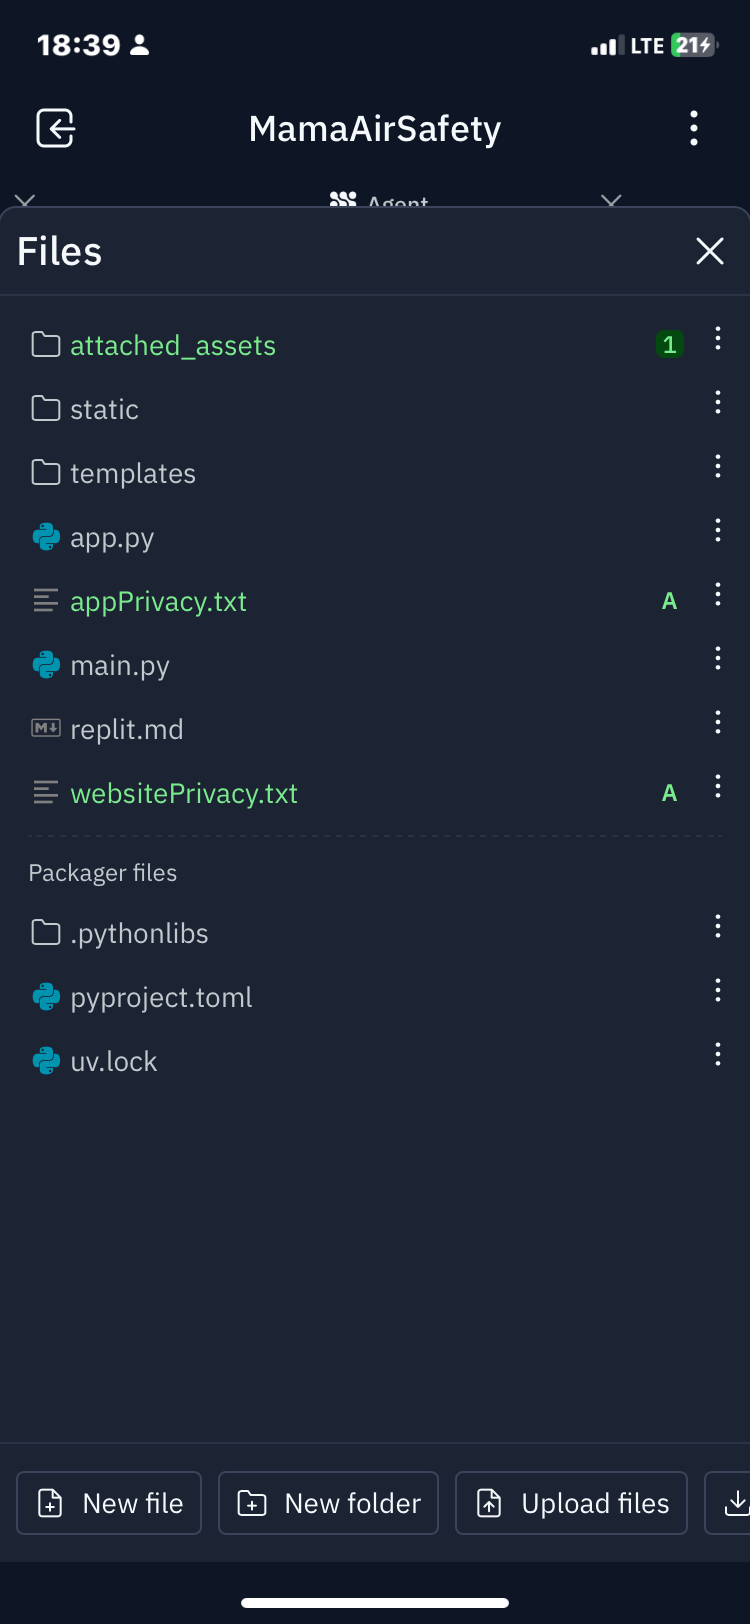 18:39 LTE 21
MamaAirSafety
Agent
Files
attached_assets 1
static
templates
app.py
appPrivacy.txt A
main.py
M replit.md
websitePrivacy.txt A
Packager files
.pythonlibs
pyproject.toml
uv.lock
New file New folder Upload files